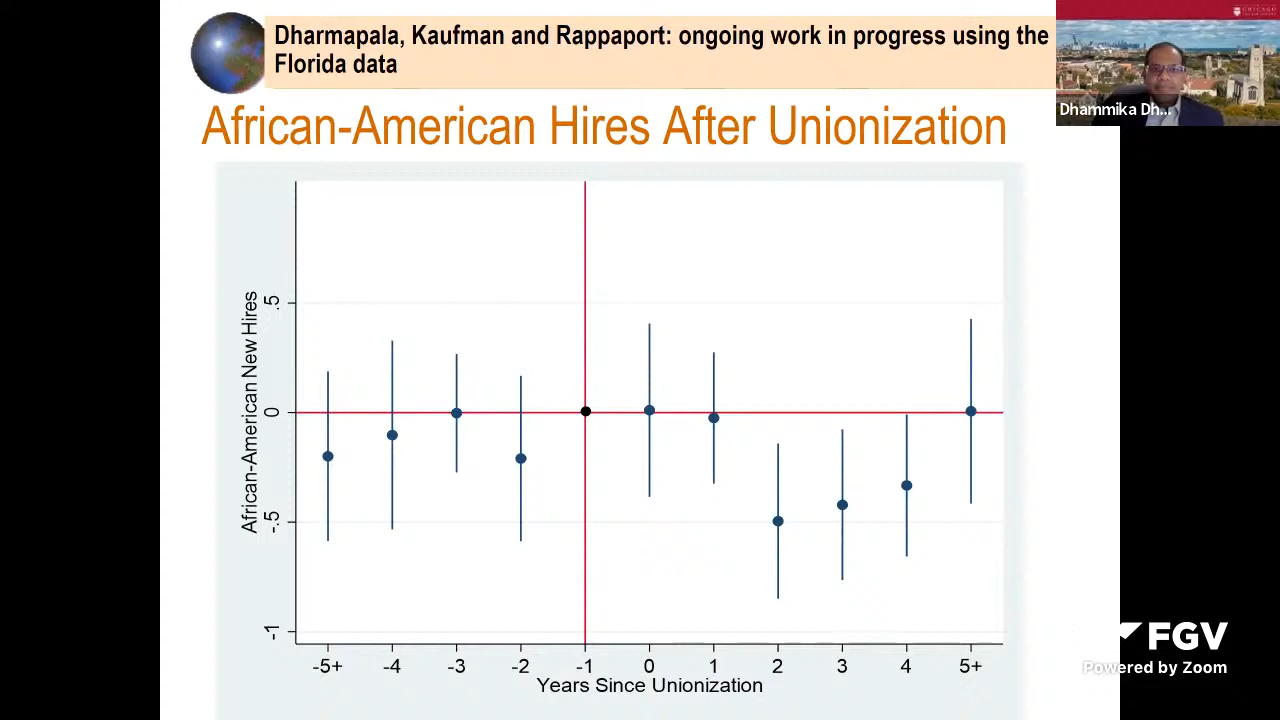 Dharmapala, Kaufman and Rappaport: ongoing work in progress using the
Florida data
Dhammika Dh...
African-American Hires After Unionization
African-American New Hires
.5
0
-.5
-1
-5+ -4 -3 -2 -1 0 1 2 3 4 5+
Years Since Unionization
FGV
Powered by Zoom